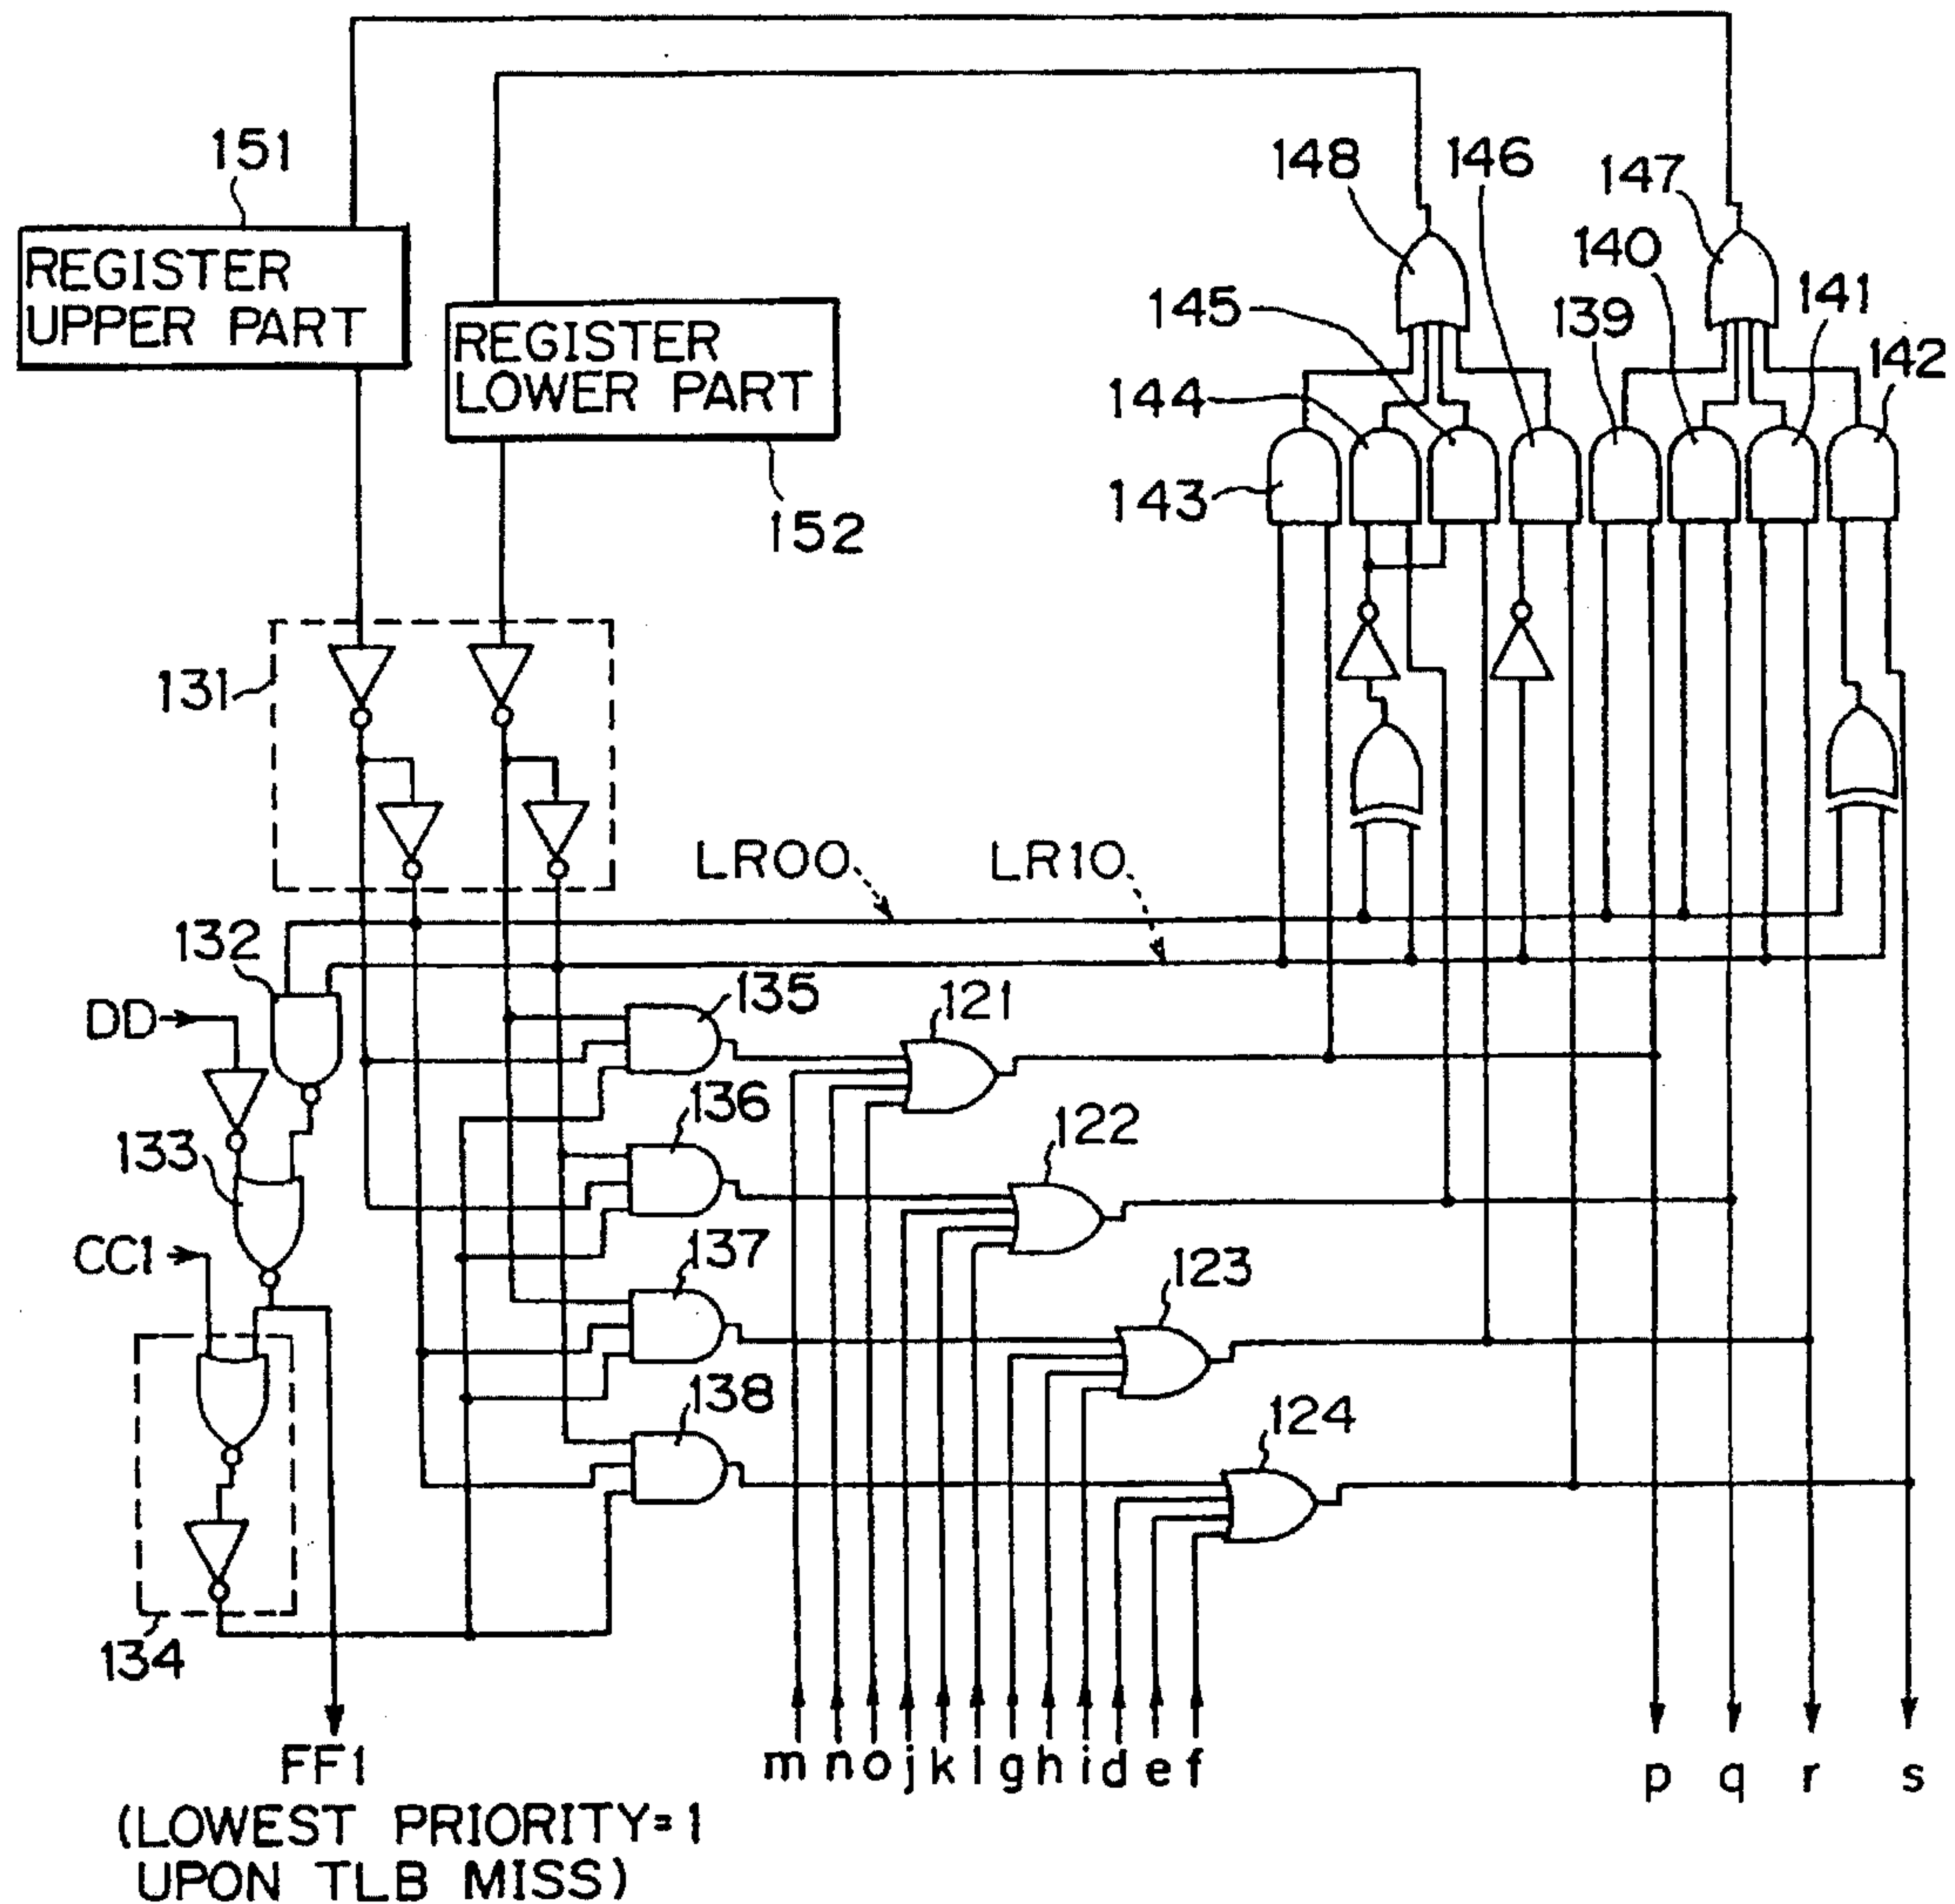 151
REGISTER
UPPER PART
REGISTER
LOWER PART
152
148
146
147
140
141
145
139
142
144
143
131
LR00
LR10
132
135
121
DD
136
122
133
137
CC1
123
138
124
134
FF1
m n o j k l g h i d e f
p q r s
(LOWEST PRIORITY=1
UPON TLB MISS)